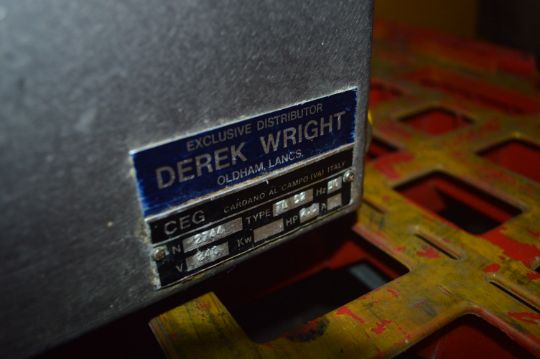 EXCLUSIVE DISTRIBUTOR
DEREK WRIGHT
OLDHAM, LANCS.
CEG CARDANO AL CAMPO (VA) ITALY
N TYPE Hz
V Kw HP A